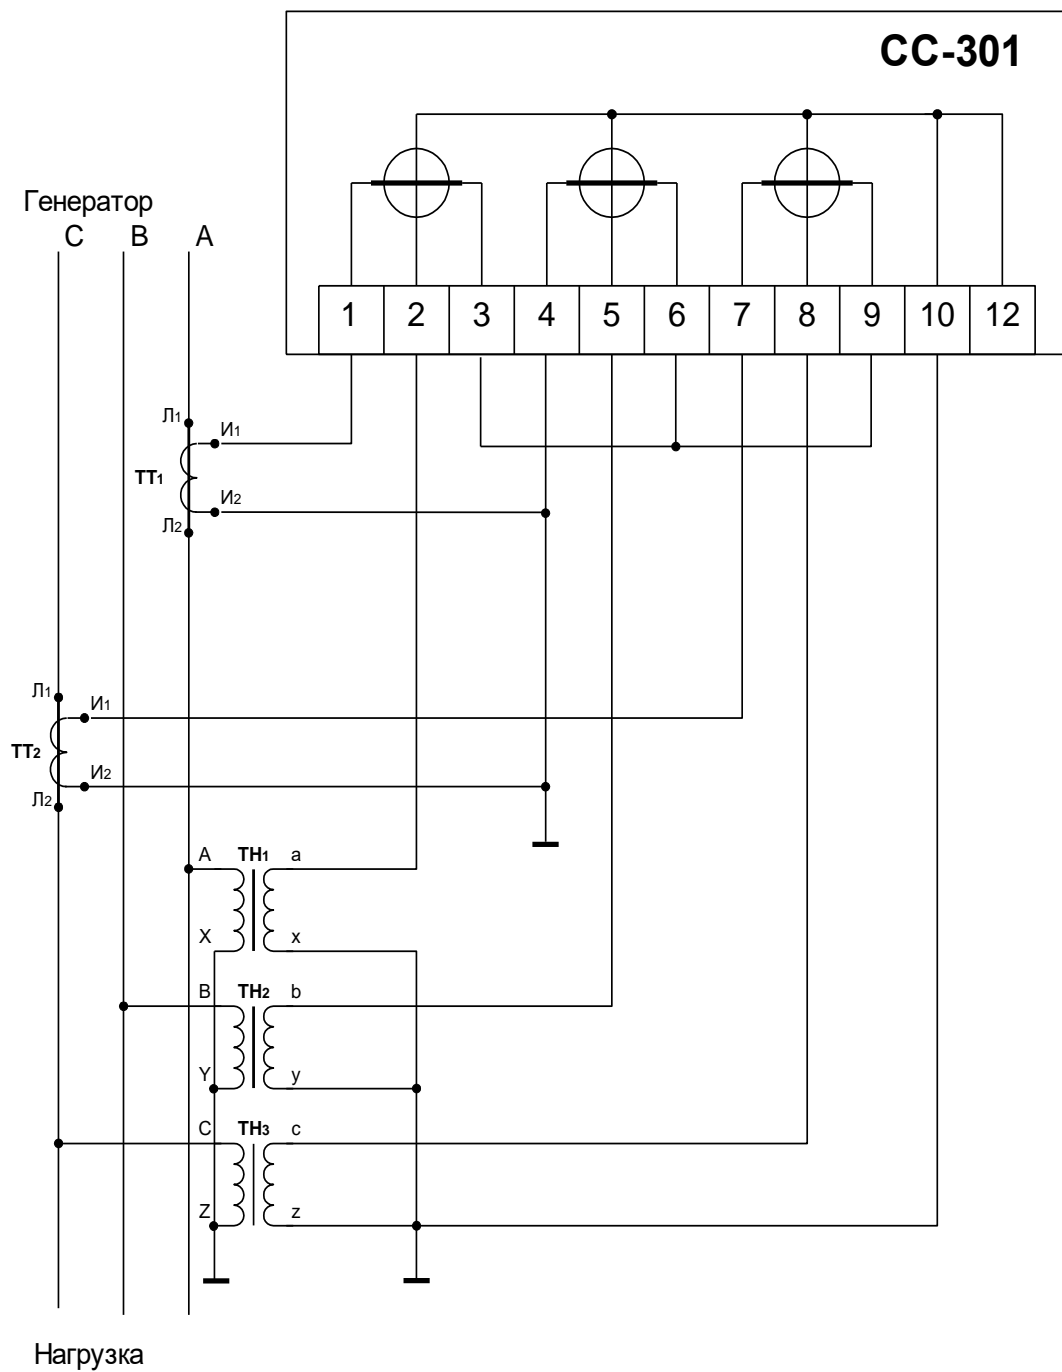 СС-301
Генератор
C B A
1 2 3 4 5 6 7 8 9 10 12
Л1
И1
ТТ1
И2
Л2
Л1
И1
ТТ2
И2
Л2
A ТН1 a
X x
B ТН2 b
Y y
C ТН3 c
Z z
Нагрузка